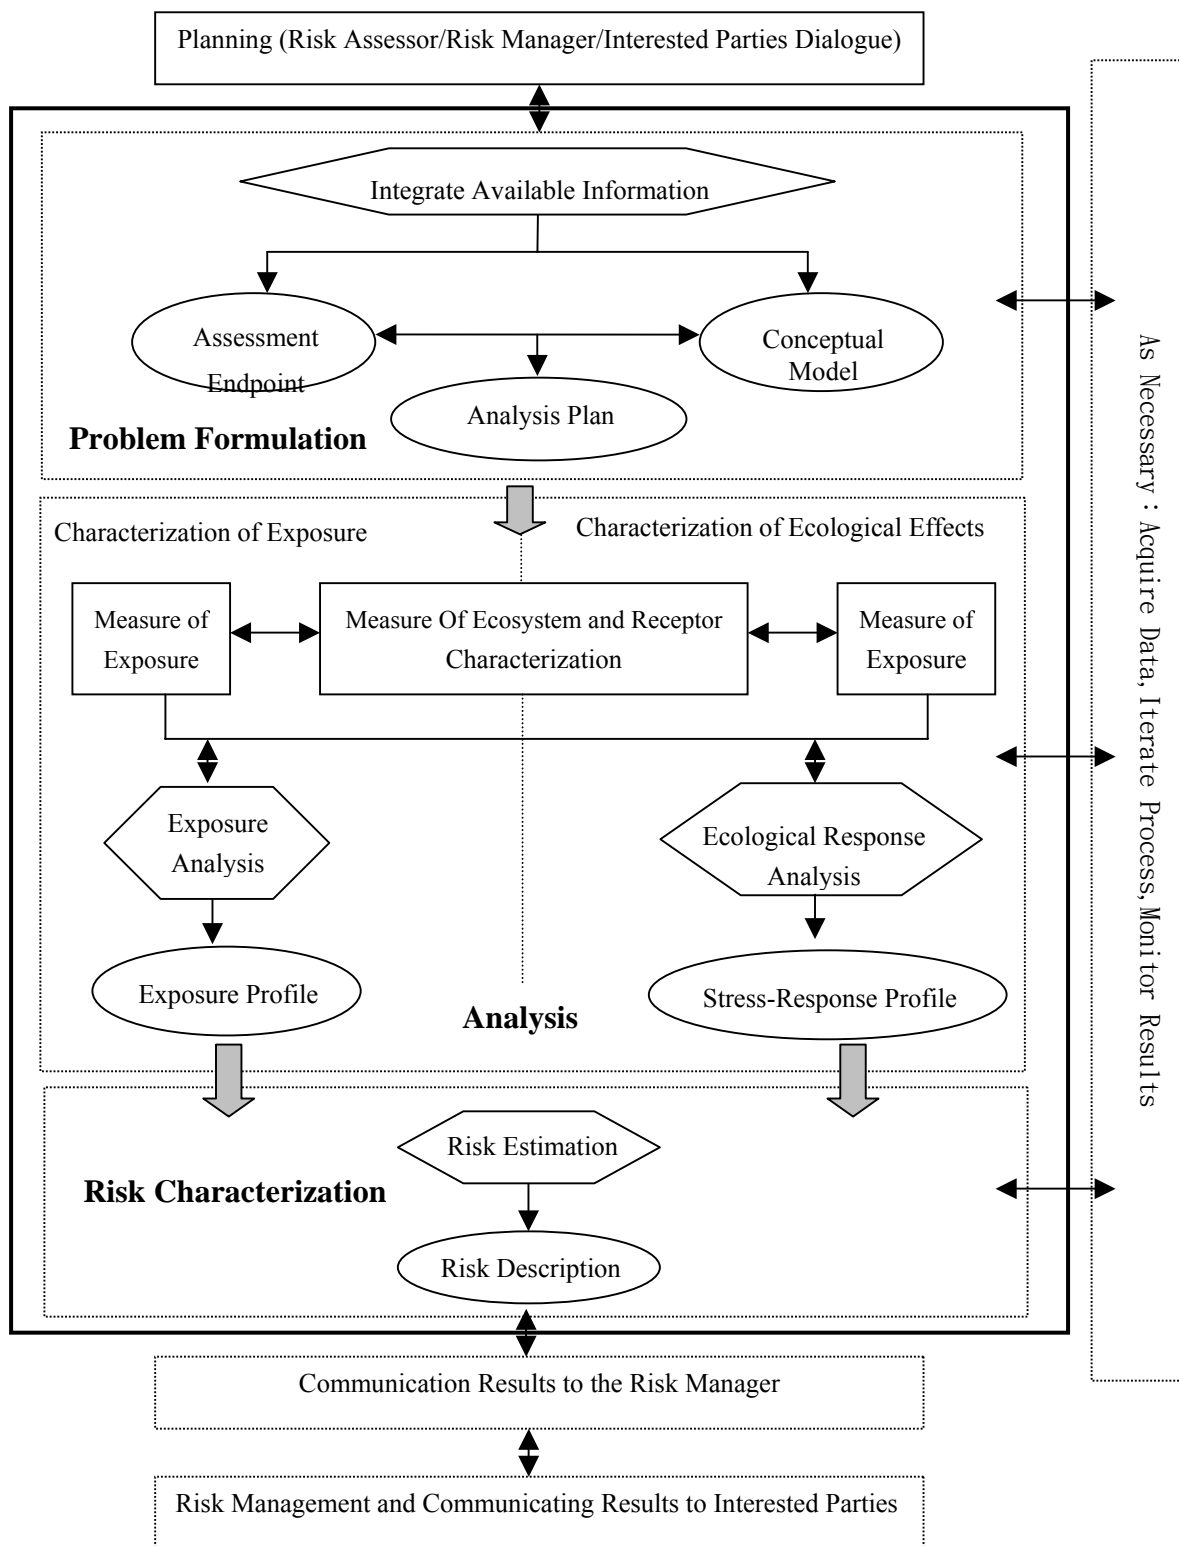 Planning (Risk Assessor/Risk Manager/Interested Parties Dialogue)
Integrate Available Information
Assessment
Endpoint
Conceptual
Model
Analysis Plan
Problem Formulation
Characterization of Exposure
Characterization of Ecological Effects
Measure of
Exposure
Measure Of Ecosystem and Receptor
Characterization
Measure of
Exposure
Exposure
Analysis
Ecological Response
Analysis
Exposure Profile
Stress-Response Profile
Analysis
Risk Estimation
Risk Characterization
Risk Description
Communication Results to the Risk Manager
Risk Management and Communicating Results to Interested Parties
As Necessary：Acquire Data, Iterate Process, Monitor Results